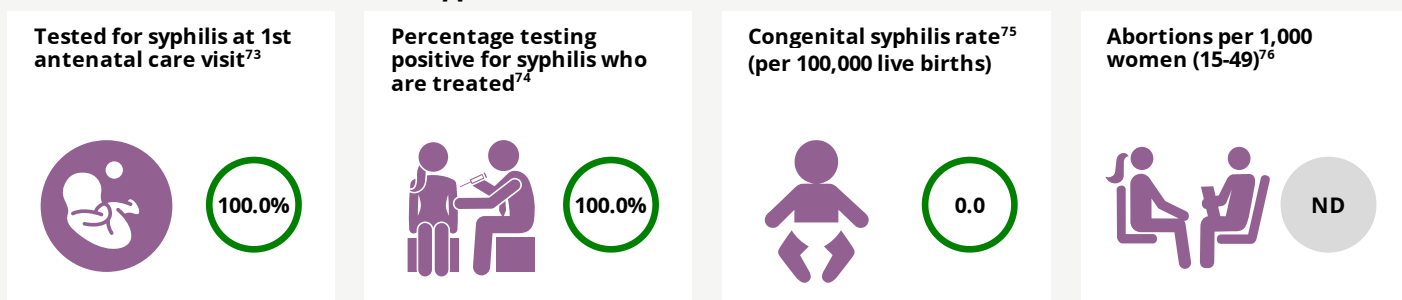 Tested for syphilis at 1st
antenatal care visit73
100.0%
Percentage testing
positive for syphilis who
are treated74
100.0%
Congenital syphilis rate75
(per 100,000 live births)
0.0
Abortions per 1,000
women (15-49)76
ND